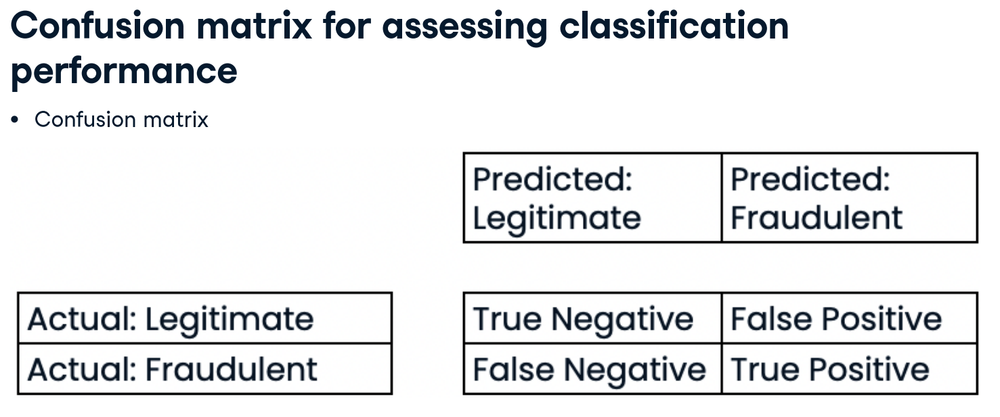 Confusion matrix for assessing classification
performance
• Confusion matrix
Predicted: Predicted:
Legitimate Fraudulent
Actual: Legitimate True Negative False Positive
Actual: Fraudulent False Negative True Positive